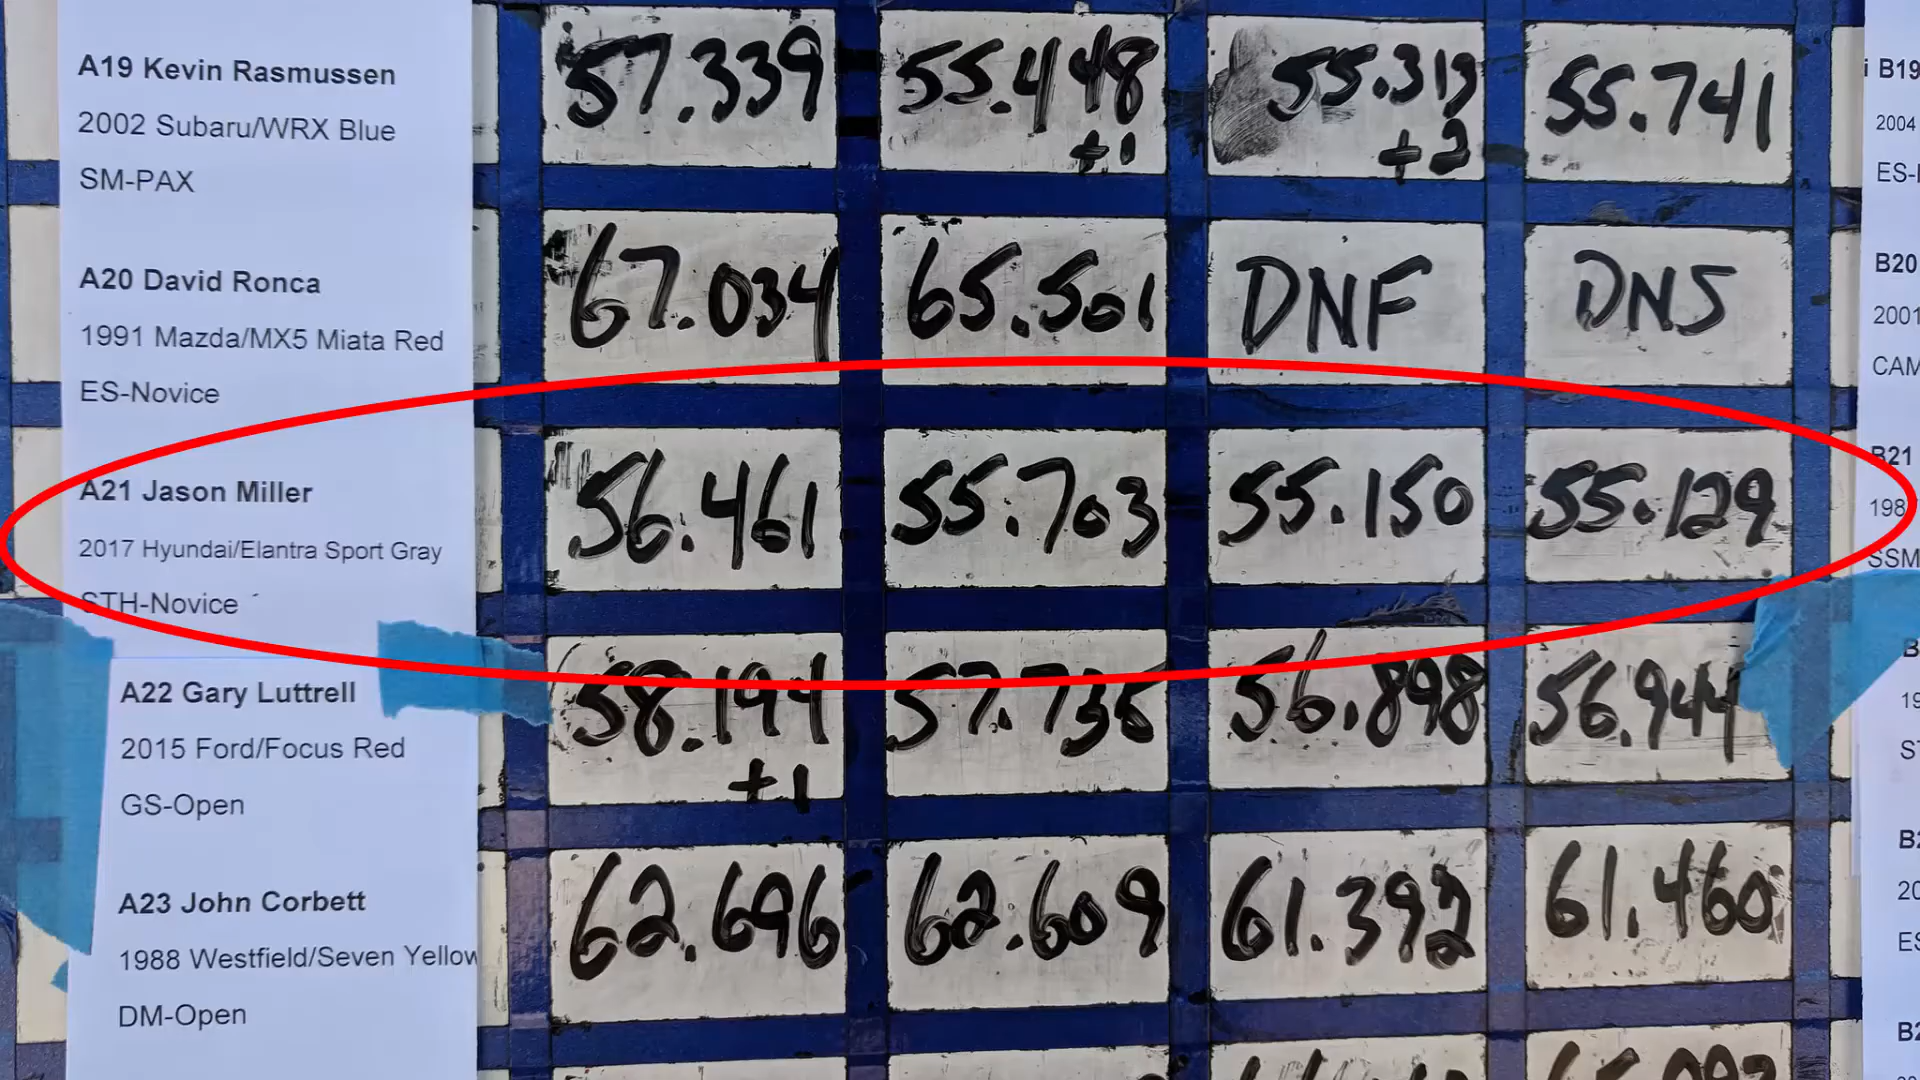 A19 Kevin Rasmussen
2002 Subaru/WRX Blue
SM-PAX
57.339 55.448 +1 55.313 +2 55.741
A20 David Ronca
1991 Mazda/MX5 Miata Red
ES-Novice
67.034 65.501 DNF DNS
A21 Jason Miller
2017 Hyundai/Elantra Sport Gray
STH-Novice
56.461 55.703 55.150 55.129
A22 Gary Luttrell
2015 Ford/Focus Red
GS-Open
58.194 +1 57.736 56.898 56.944
A23 John Corbett
1988 Westfield/Seven Yellow
DM-Open
62.696 62.609 61.392 61.460
B19
2004
B20
2001
CAM
B21
198
SSM